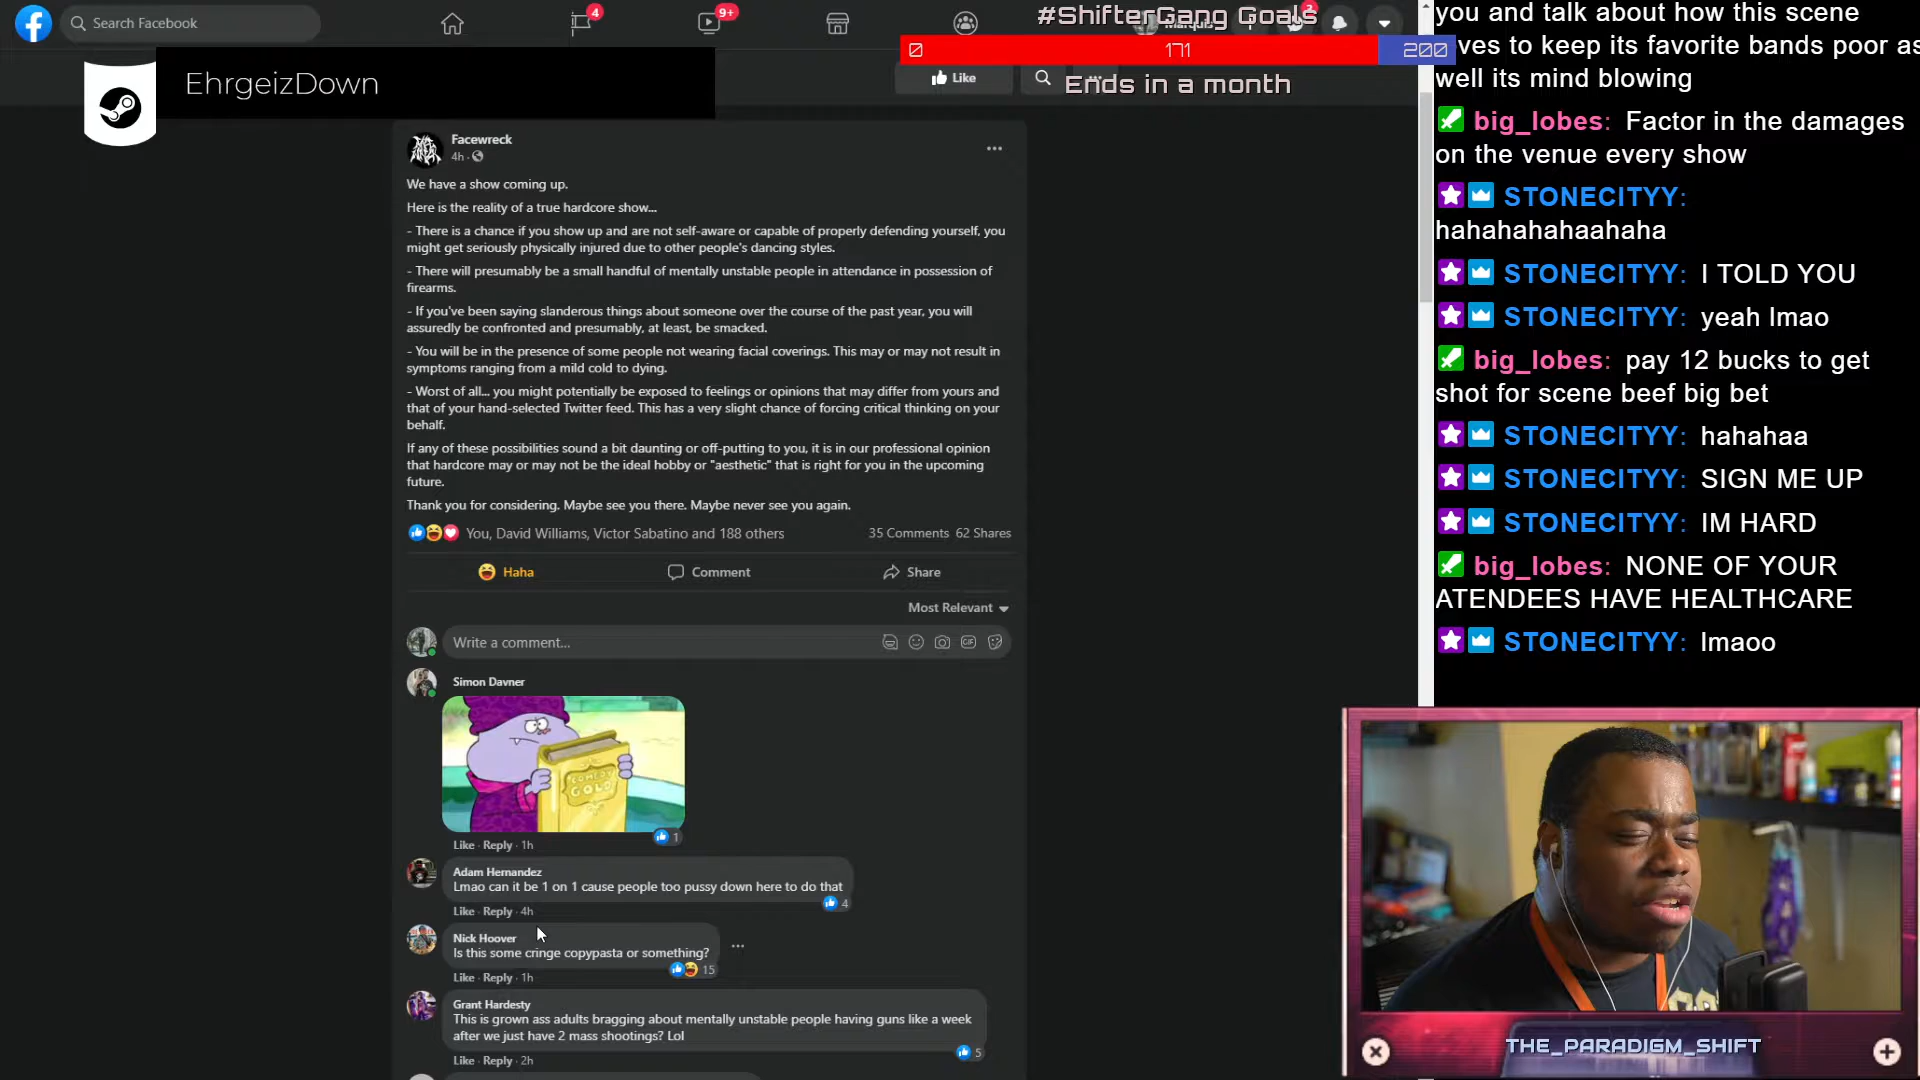 Search Facebook
4
9+
#ShifterGang Goals
0
171
200
Ends in a month
EhrgeizDown
Like
Facewreck
4h ·
We have a show coming up.
Here is the reality of a true hardcore show...
- There is a chance if you show up and are not self-aware or capable of properly defending yourself, you
might get seriously physically injured due to other people's dancing styles.
- There will presumably be a small handful of mentally unstable people in attendance in possession of
firearms.
- If you've been saying slanderous things about someone over the course of the past year, you will
assuredly be confronted and presumably, at least, be smacked.
- You will be in the presence of some people not wearing facial coverings. This may or may not result in
symptoms ranging from a mild cold to dying.
- Worst of all... you might potentially be exposed to feelings or opinions that may differ from yours and
that of your hand-selected Twitter feed. This has a very slight chance of forcing critical thinking on your
behalf.
If any of these possibilities sound a bit daunting or off-putting to you, it is in our professional opinion
that hardcore may or may not be the ideal hobby or "aesthetic" that is right for you in the upcoming
future.
Thank you for considering. Maybe see you there. Maybe never see you again.
You, David Williams, Victor Sabatino and 188 others
35 Comments 62 Shares
Haha
Comment
Share
Most Relevant
Write a comment...
GIF
Simon Davner
COMEDY
GOLD
1
Like · Reply · 1h
Adam Hernandez
Lmao can it be 1 on 1 cause people too pussy down here to do that
4
Like · Reply · 4h
Nick Hoover
Is this some cringe copypasta or something?
15
Like · Reply · 1h
Grant Hardesty
This is grown ass adults bragging about mentally unstable people having guns like a week
after we just have 2 mass shootings? Lol
5
Like · Reply · 2h
you and talk about how this scene
oves to keep its favorite bands poor as
well its mind blowing
big_lobes: Factor in the damages
on the venue every show
STONECITYY:
hahahahahaahaha
STONECITYY: I TOLD YOU
STONECITYY: yeah lmao
big_lobes: pay 12 bucks to get
shot for scene beef big bet
STONECITYY: hahahaa
STONECITYY: SIGN ME UP
STONECITYY: IM HARD
big_lobes: NONE OF YOUR
ATENDEES HAVE HEALTHCARE
STONECITYY: lmaoo
THE_PARADIGM_SHIFT